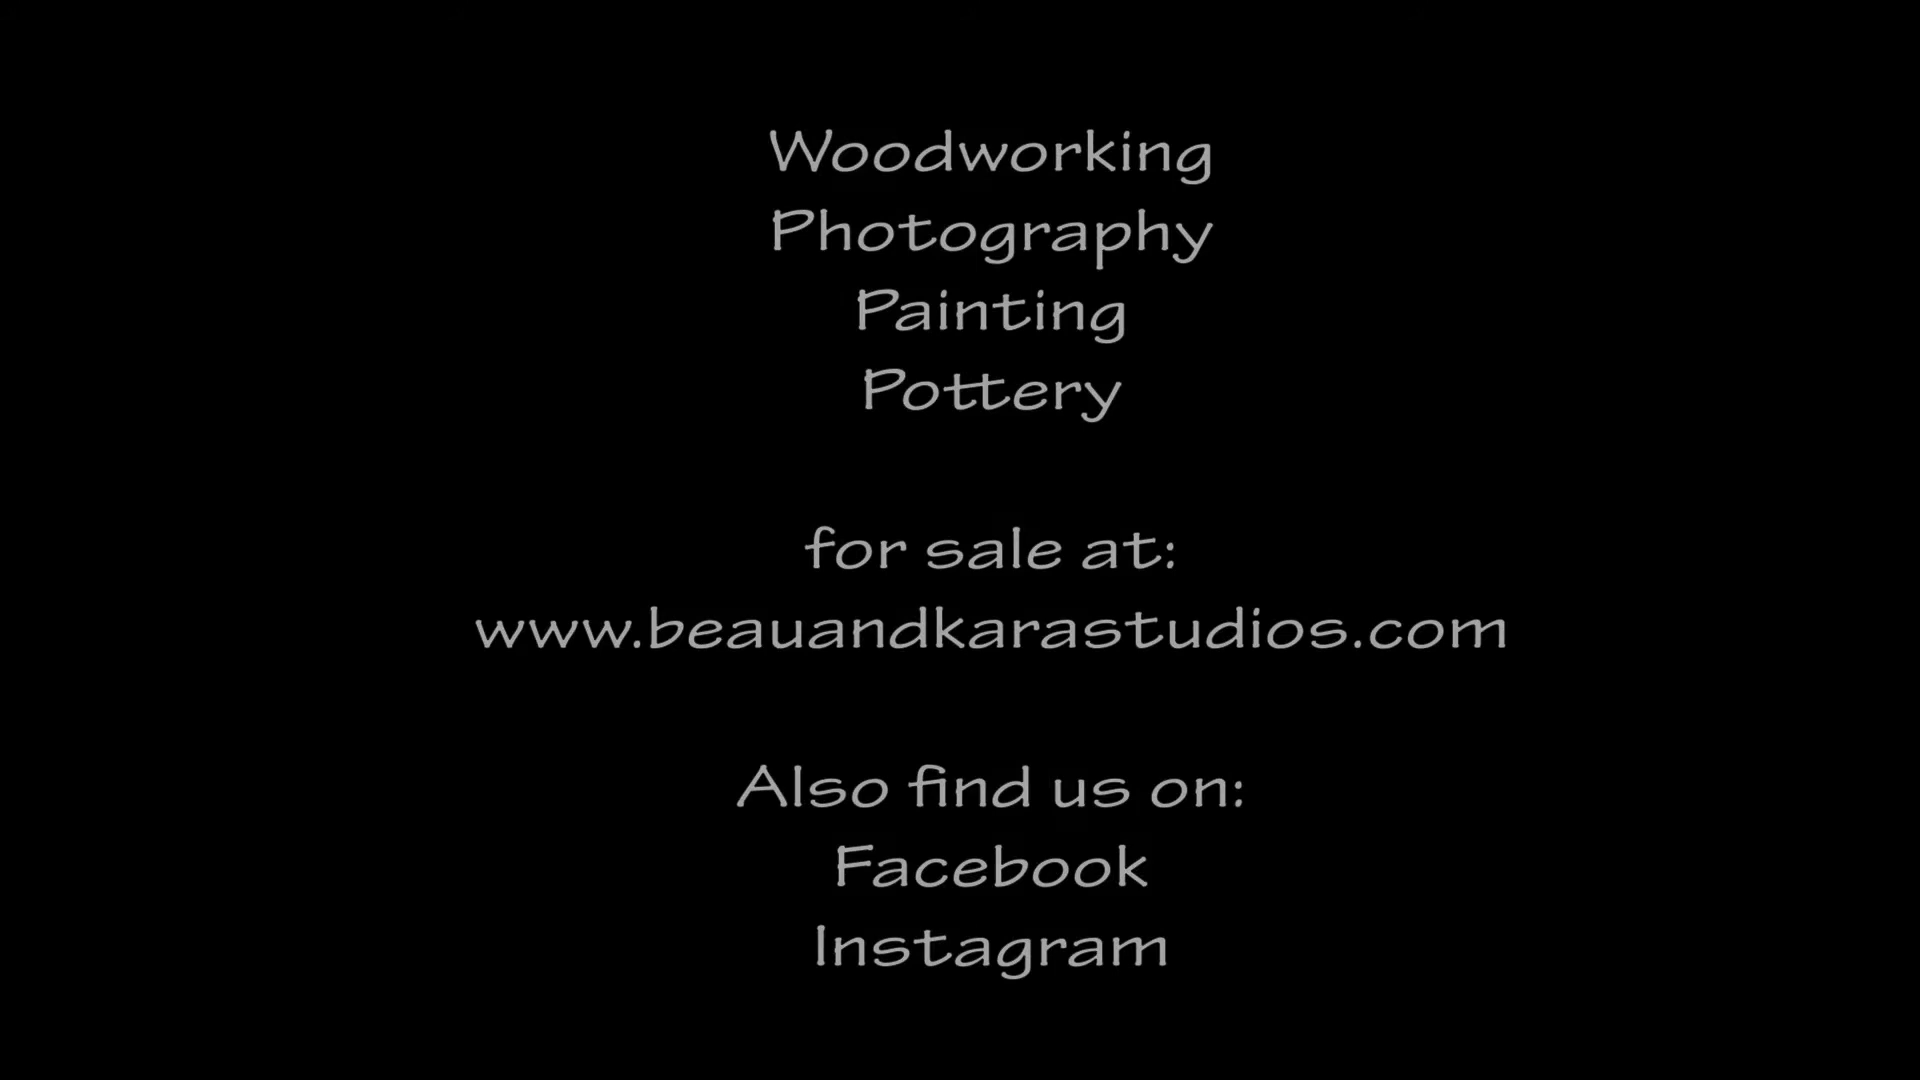 Woodworking
Photography
Painting
Pottery
for sale at:
www.beauandkarastudios.com
Also find us on:
Facebook
Instagram